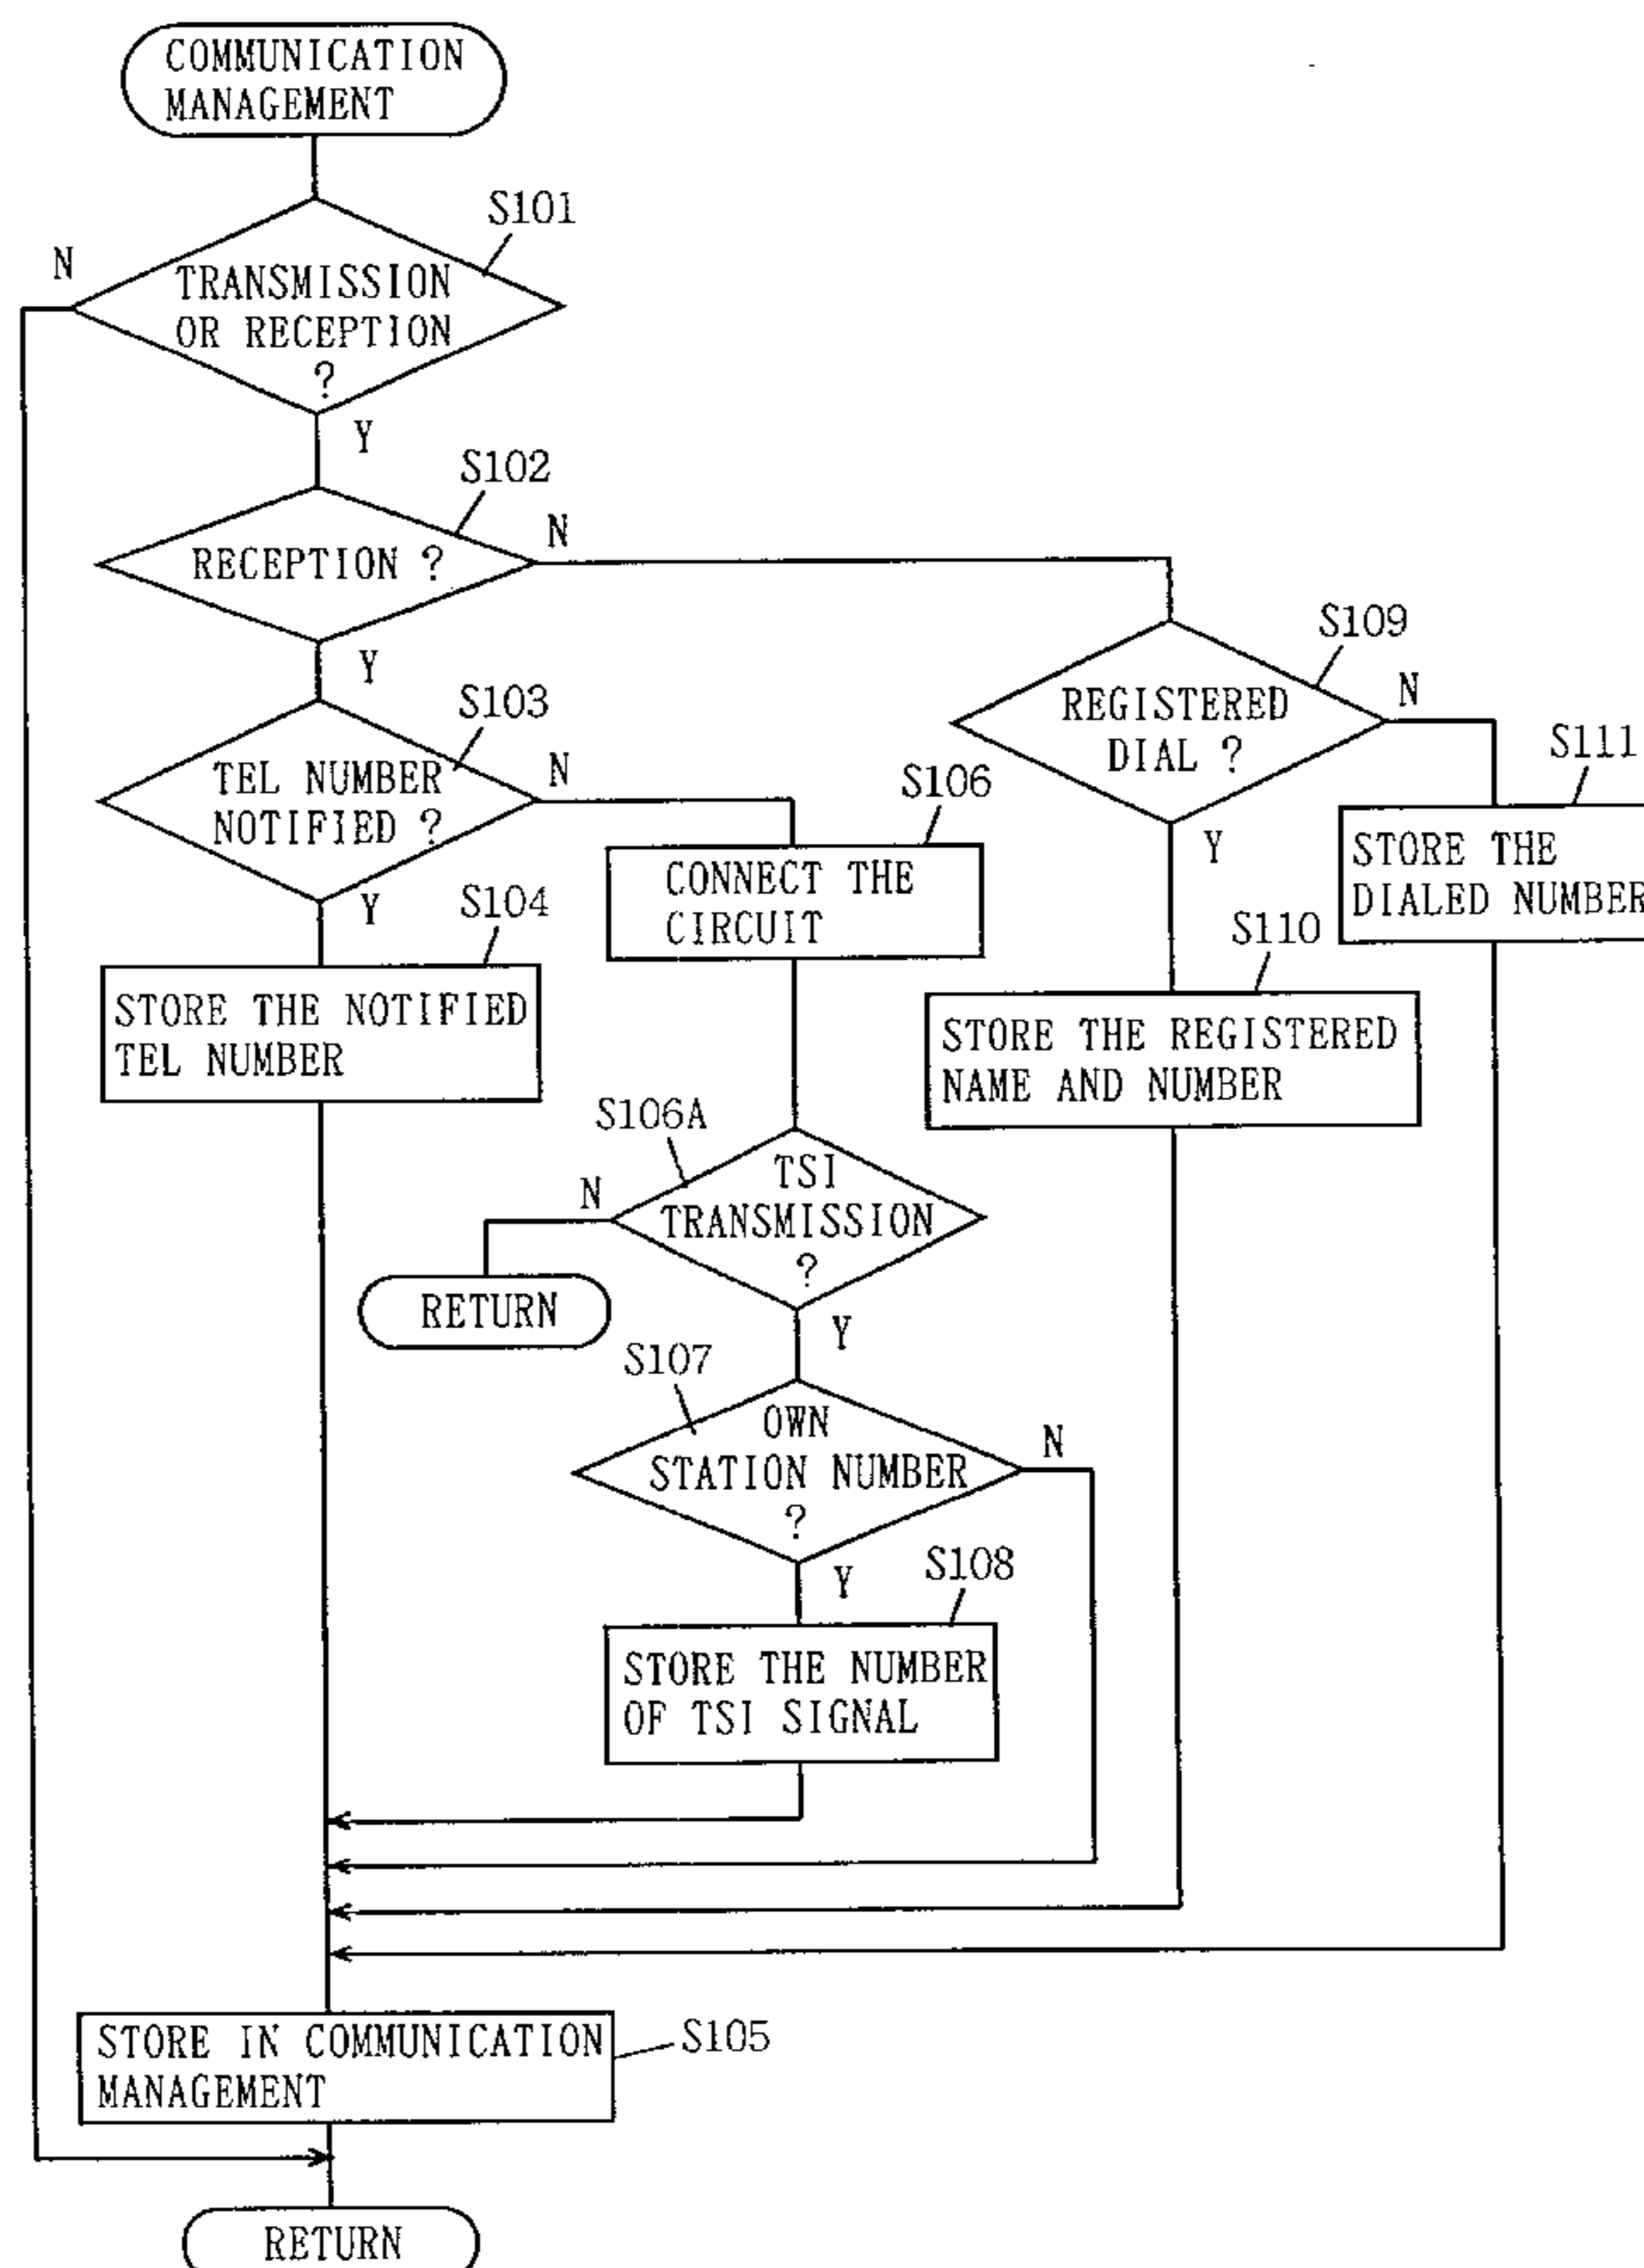 COMMUNICATION
MANAGEMENT
S101
N
TRANSMISSION
OR RECEPTION
?
Y
S102
N
RECEPTION ?
Y
S109
N
REGISTERED
DIAL ?
Y
S103
N
TEL NUMBER
NOTIFIED ?
Y
S111
STORE THE
DIALED NUMBER
S106
CONNECT THE
CIRCUIT
S104
STORE THE NOTIFIED
TEL NUMBER
S110
STORE THE REGISTERED
NAME AND NUMBER
S106A
N
TSI
TRANSMISSION
?
Y
RETURN
S107
OWN
STATION NUMBER
?
N
Y
S108
STORE THE NUMBER
OF TSI SIGNAL
STORE IN COMMUNICATION
MANAGEMENT
S105
RETURN